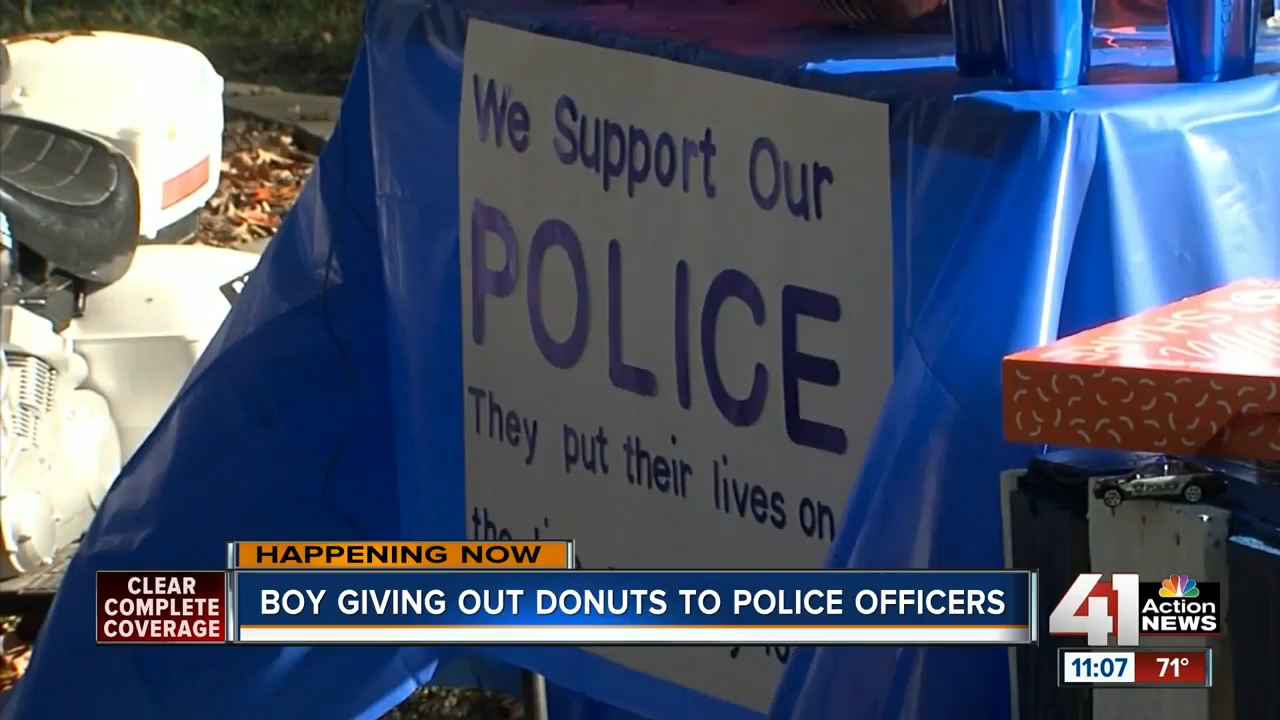 We Support Our
POLICE
They put their lives on
HAPPENING NOW
CLEAR
COMPLETE
COVERAGE
BOY GIVING OUT DONUTS TO POLICE OFFICERS
41
Action
NEWS
11:07 71°